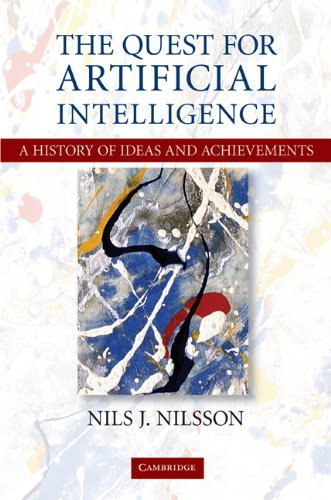 THE QUEST FOR
ARTIFICIAL
INTELLIGENCE
A HISTORY OF IDEAS AND ACHIEVEMENTS
NILS J. NILSSON
CAMBRIDGE